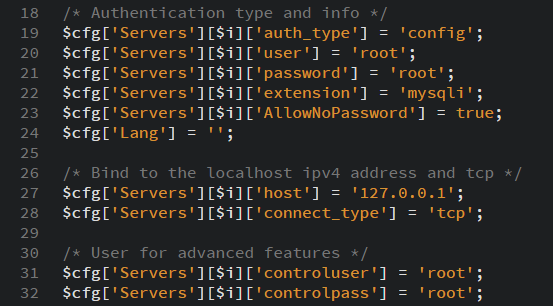 18 /* Authentication type and info */
19 $cfg['Servers'][$i]['auth_type'] = 'config';
20 $cfg['Servers'][$i]['user'] = 'root';
21 $cfg['Servers'][$i]['password'] = 'root';
22 $cfg['Servers'][$i]['extension'] = 'mysqli';
23 $cfg['Servers'][$i]['AllowNoPassword'] = true;
24 $cfg['Lang'] = '';
25
26 /* Bind to the localhost ipv4 address and tcp */
27 $cfg['Servers'][$i]['host'] = '127.0.0.1';
28 $cfg['Servers'][$i]['connect_type'] = 'tcp';
29
30 /* User for advanced features */
31 $cfg['Servers'][$i]['controluser'] = 'root';
32 $cfg['Servers'][$i]['controlpass'] = 'root';